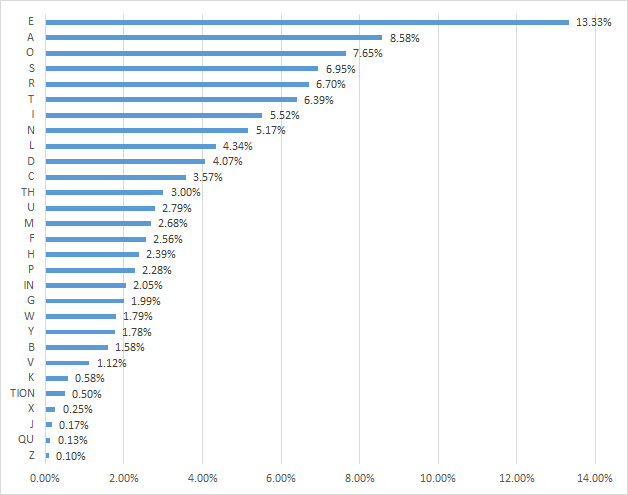 E 13.33%
A 8.58%
O 7.65%
S 6.95%
R 6.70%
T 6.39%
I 5.52%
N 5.17%
L 4.34%
D 4.07%
C 3.57%
TH 3.00%
U 2.79%
M 2.68%
F 2.56%
H 2.39%
P 2.28%
IN 2.05%
G 1.99%
W 1.79%
Y 1.78%
B 1.58%
V 1.12%
K 0.58%
TION 0.50%
X 0.25%
J 0.17%
QU 0.13%
Z 0.10%
0.00% 2.00% 4.00% 6.00% 8.00% 10.00% 12.00% 14.00%